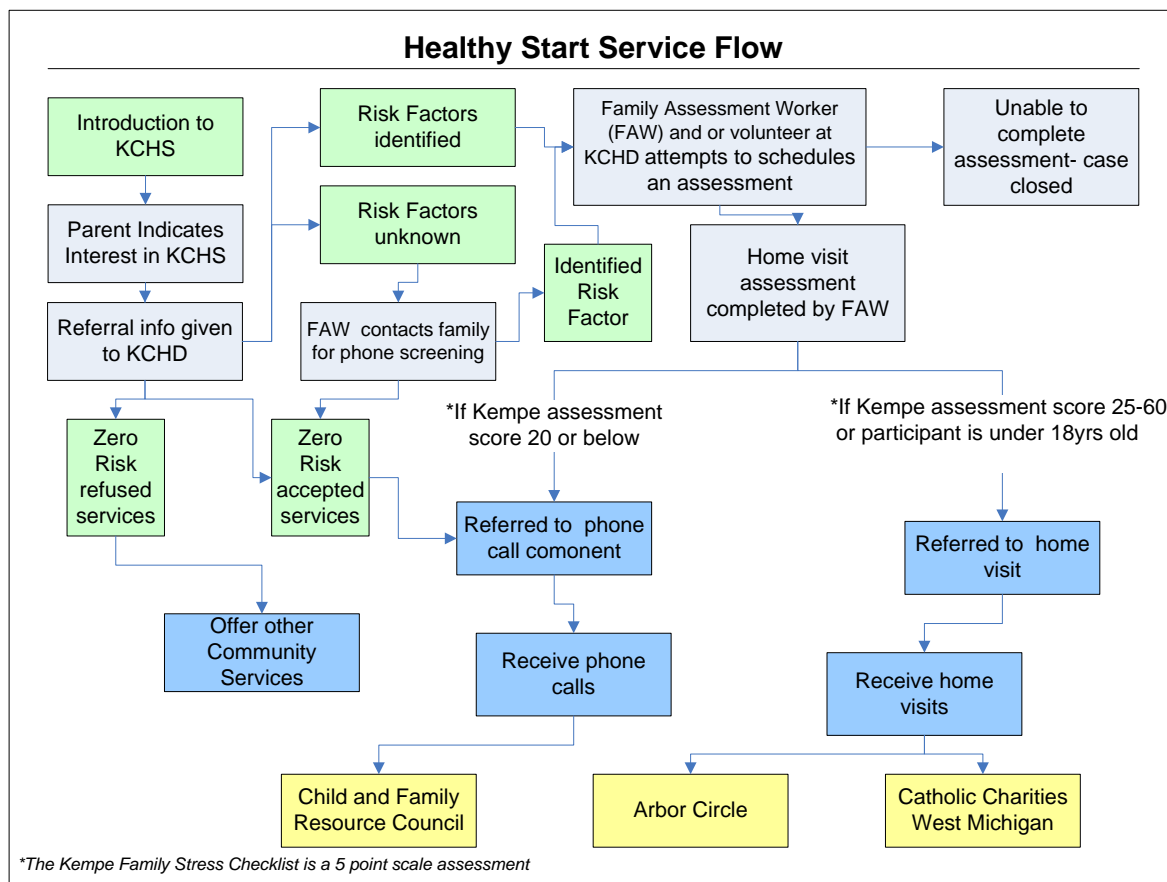 Healthy Start Service Flow
Introduction to
KCHS
Parent Indicates
Interest in KCHS
Referral info given
to KCHD
Risk Factors
identified
Risk Factors
unknown
FAW contacts family
for phone screening
Identified
Risk
Factor
Family Assessment Worker
(FAW) and or volunteer at
KCHD attempts to schedules
an assessment
Unable to
complete
assessment- case
closed
Home visit
assessment
completed by FAW
*If Kempe assessment
score 20 or below
*If Kempe assessment score 25-60
or participant is under 18yrs old
Zero
Risk
refused
services
Zero
Risk
accepted
services
Referred to phone
call comonent
Referred to home
visit
Offer other
Community
Services
Receive phone
calls
Receive home
visits
Child and Family
Resource Council
Arbor Circle
Catholic Charities
West Michigan
*The Kempe Family Stress Checklist is a 5 point scale assessment